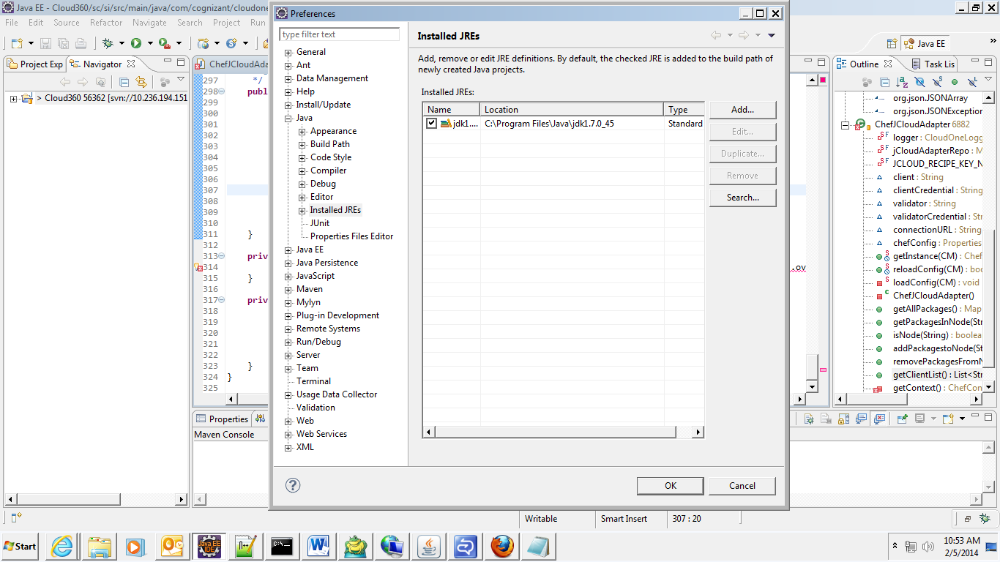 Java EE - Cloud360/sc/si/src/main/java/com/cognizant/cloudone
File Edit Source Refactor Navigate Search Project Run
Java EE
Project Exp
Navigator
> Cloud360 56362 [svn://10.236.194.151
ChefJCloudAda
297 */
298 publ
299
300
301
302
303
304
305
306
307
308
309
310
311 }
312
313 priv
314 .ov
315 }
316
317 priv
318
319
320
321
322
323 }
324 }
325
Preferences
type filter text
General
Ant
Data Management
Help
Install/Update
Java
Appearance
Build Path
Code Style
Compiler
Debug
Editor
Installed JREs
JUnit
Properties Files Editor
Java EE
Java Persistence
JavaScript
Maven
Mylyn
Plug-in Development
Remote Systems
Run/Debug
Server
Team
Terminal
Usage Data Collector
Validation
Web
Web Services
XML
Installed JREs
Add, remove or edit JRE definitions. By default, the checked JRE is added to the build path of
newly created Java projects.
Installed JREs:
Name Location Type
jdk1.... C:\Program Files\Java\jdk1.7.0_45 Standard
Add...
Edit...
Duplicate...
Remove
Search...
OK
Cancel
Outline
Task Lis
org.json.JSONArray
org.json.JSONException
ChefJCloudAdapter 6882
logger : CloudOneLogg
jCloudAdapterRepo : M
JCLOUD_RECIPE_KEY_N
client : String
clientCredential : String
validator : String
validatorCredential : Str
connectionURL : String
chefConfig : Properties
getInstance(CM) : Chef
reloadConfig(CM) : boo
loadConfig(CM) : void
ChefJCloudAdapter()
getAllPackages() : Map
getPackagesInNode(Str
isNode(String) : boolea
addPackagestoNode(St
removePackagesFromN
getClientList() : List<Str
getContext() : ChefCon
Properties
Maven Console
Writable
Smart Insert
307 : 20
Start
10:53 AM
2/5/2014